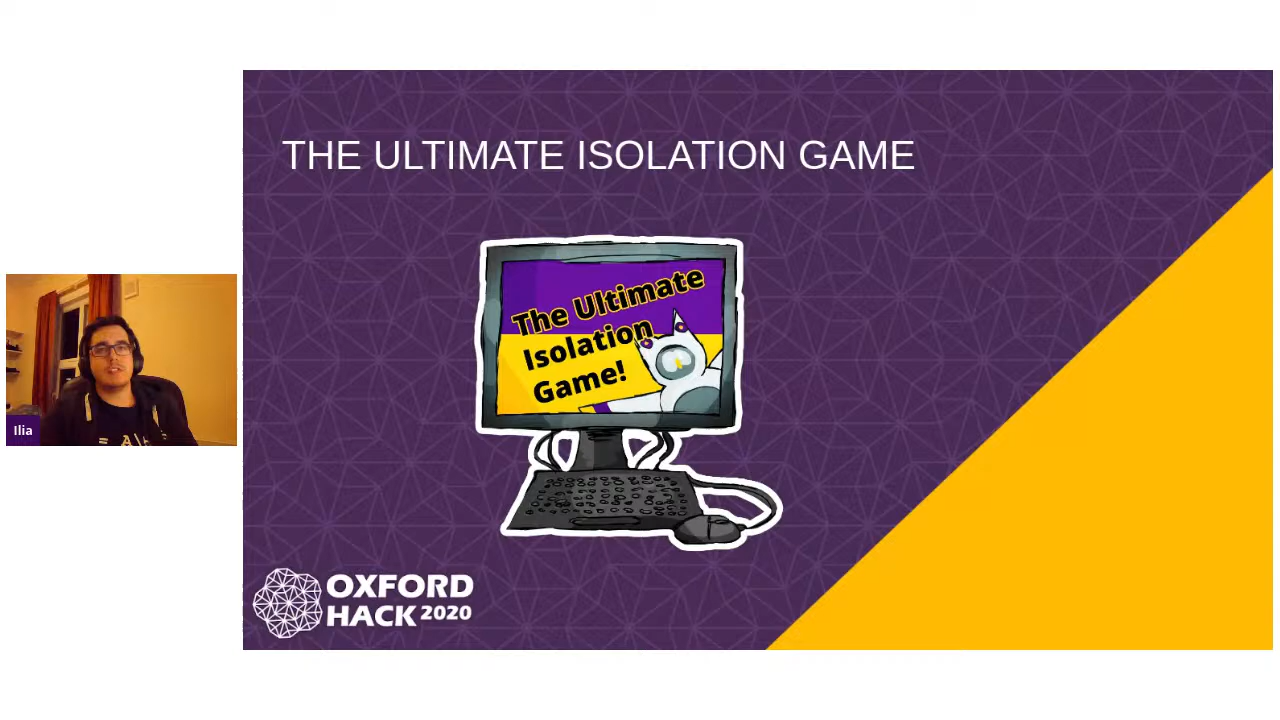 THE ULTIMATE ISOLATION GAME
The Ultimate
Isolation
Game!
Ilia
OXFORD
HACK 2020